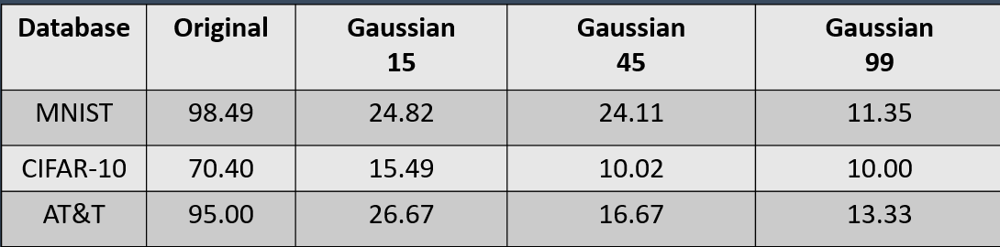 Database Original Gaussian 15 Gaussian 45 Gaussian 99
MNIST 98.49 24.82 24.11 11.35
CIFAR-10 70.40 15.49 10.02 10.00
AT&T 95.00 26.67 16.67 13.33